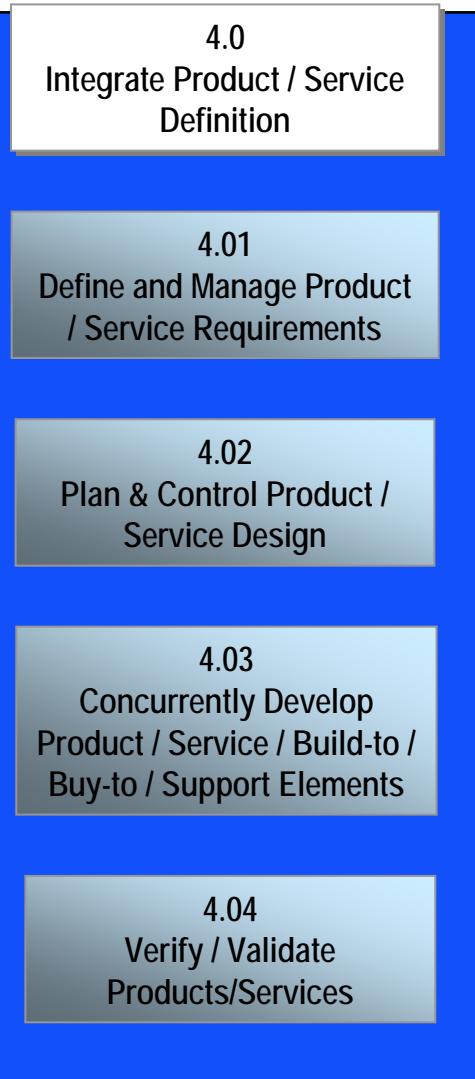 4.0
Integrate Product / Service
Definition
4.01
Define and Manage Product
/ Service Requirements
4.02
Plan & Control Product /
Service Design
4.03
Concurrently Develop
Product / Service / Build-to /
Buy-to / Support Elements
4.04
Verify / Validate
Products/Services